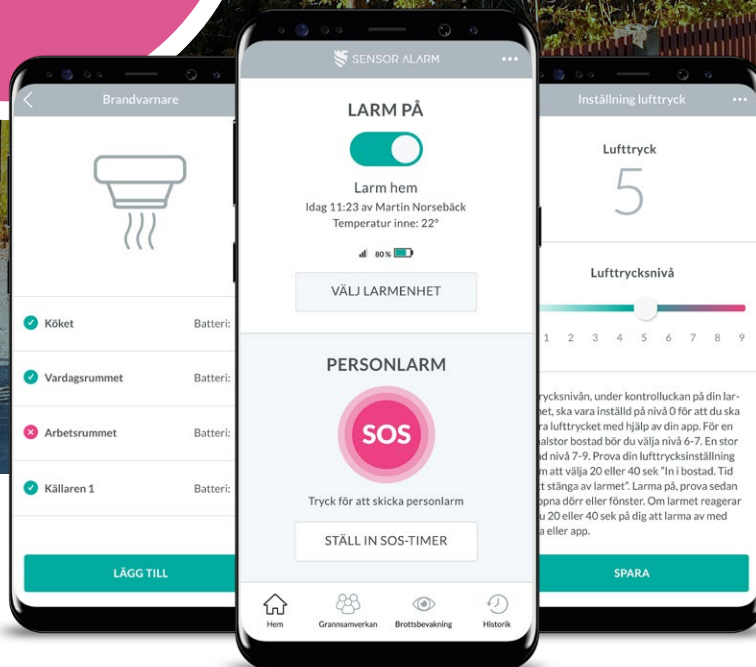 Brandvarnare
Köket Batteri:
Vardagsrummet Batteri:
Arbetsrummet Batteri:
Källaren 1 Batteri:
LÄGG TILL
SENSOR ALARM
LARM PÅ
Larm hem
Idag 11:23 av Martin Norsebäck
Temperatur inne: 22°
80%
VÄLJ LARMENHET
PERSONLARM
SOS
Tryck för att skicka personlarm
STÄLL IN SOS-TIMER
Hem Grannsamverkan Brottsbevakning Historik
Inställning lufttryck
Lufttryck
5
Lufttrycksnivå
1 2 3 4 5 6 7 8 9
rycksnivån, under kontrolluckan på din lar-
et, ska vara inställd på nivå 0 för att du ska
ra lufttrycket med hjälp av din app. För en
alstor bostad bör du välja nivå 6-7. En stor
d nivå 7-9. Prova din lufttrycksinställning
m att välja 20 eller 40 sek "In i bostad. Tid
t stänga av larmet". Larma på, prova sedan
ppna dörr eller fönster. Om larmet reagerar
u 20 eller 40 sek på dig att larma av med
a eller app.
SPARA